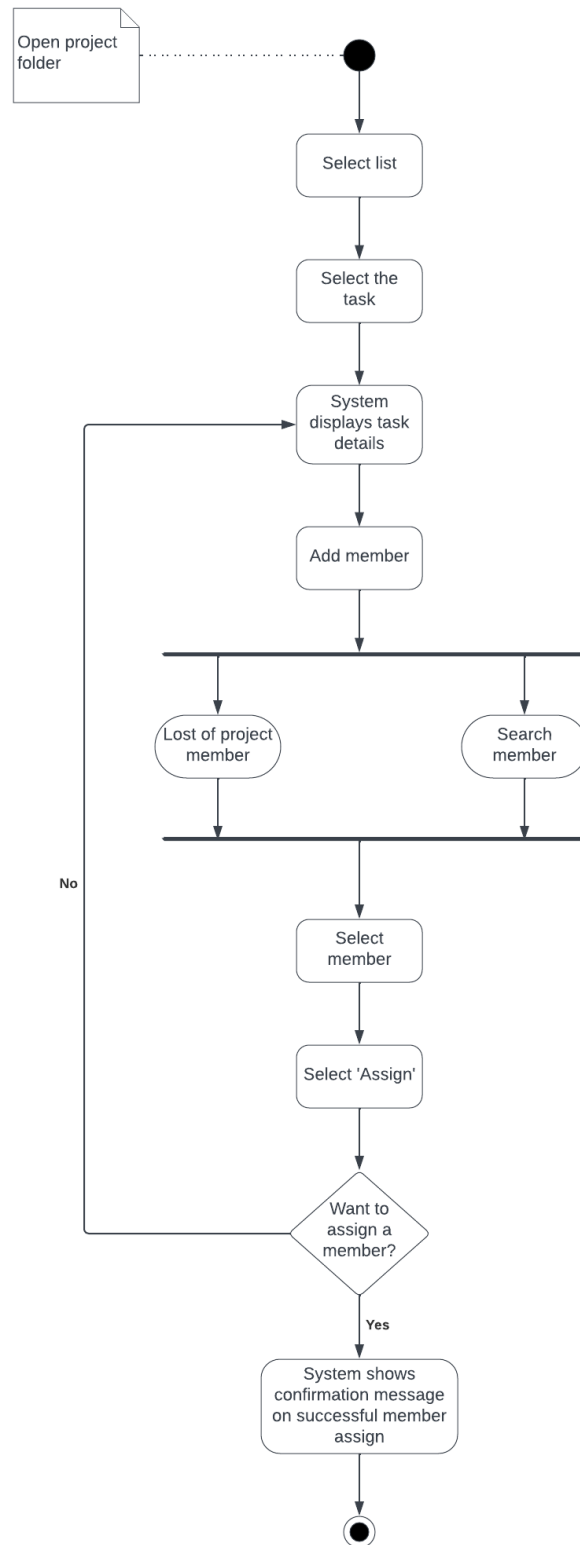 Open project
folder
Select list
Select the
task
System
displays task
details
Add member
Lost of project
member
Search
member
No
Select
member
Select 'Assign'
Want to
assign a
member?
Yes
System shows
confirmation message
on successful member
assign